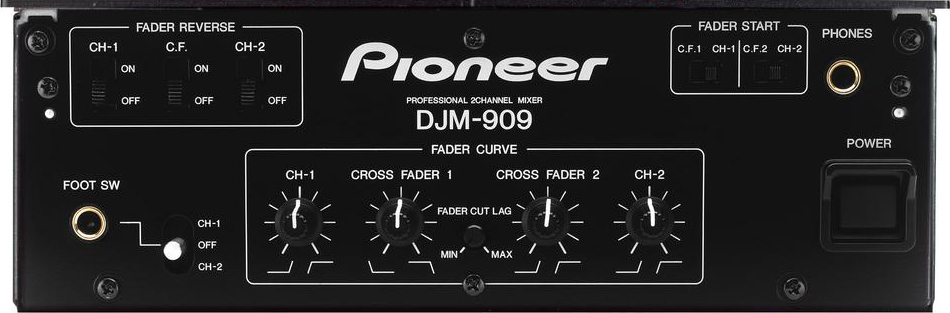 FADER REVERSE
CH-1 C.F. CH-2
ON ON ON
OFF OFF OFF
Pioneer
PROFESSIONAL 2CHANNEL MIXER
DJM-909
FADER START
C.F.1 CH-1 C.F.2 CH-2
PHONES
POWER
FOOT SW
CH-1
OFF
CH-2
FADER CURVE
CH-1 CROSS FADER 1 CROSS FADER 2 CH-2
FADER CUT LAG
MIN MAX